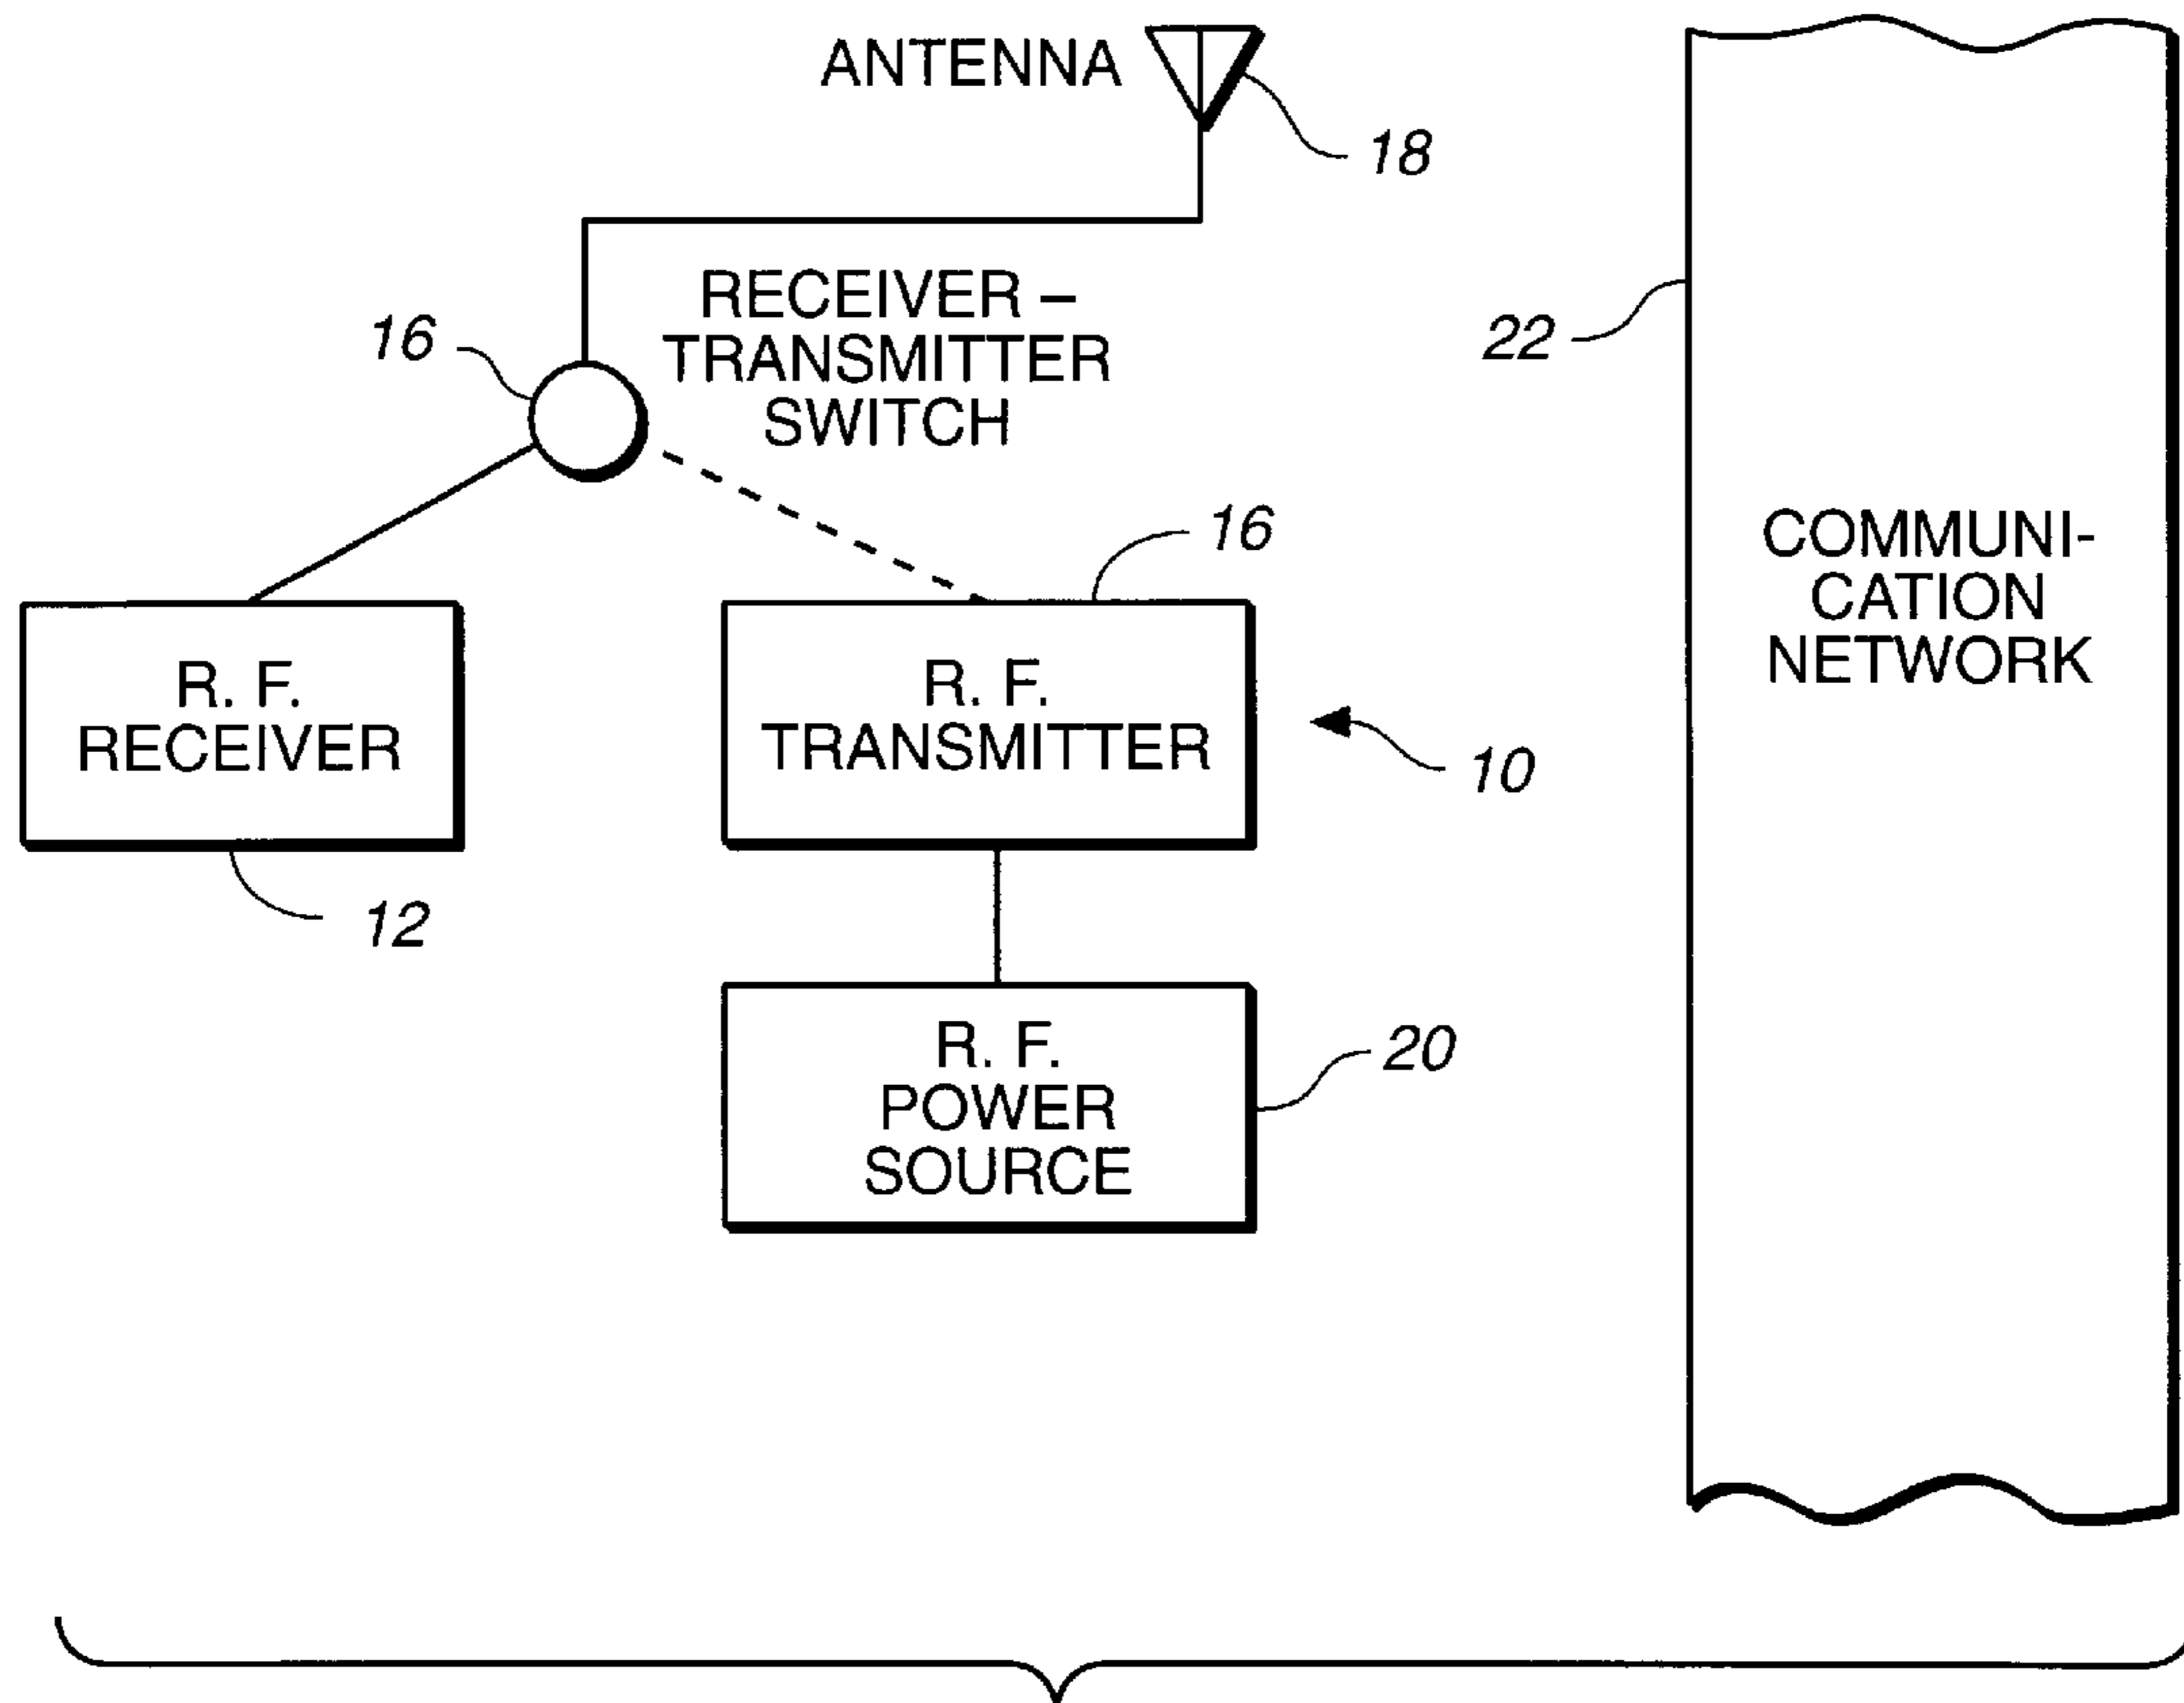 ANTENNA
18
RECEIVER –
TRANSMITTER
SWITCH
16
22
16
COMMUNI-
CATION
NETWORK
R. F.
RECEIVER
R. F.
TRANSMITTER
10
12
R. F.
POWER
SOURCE
20